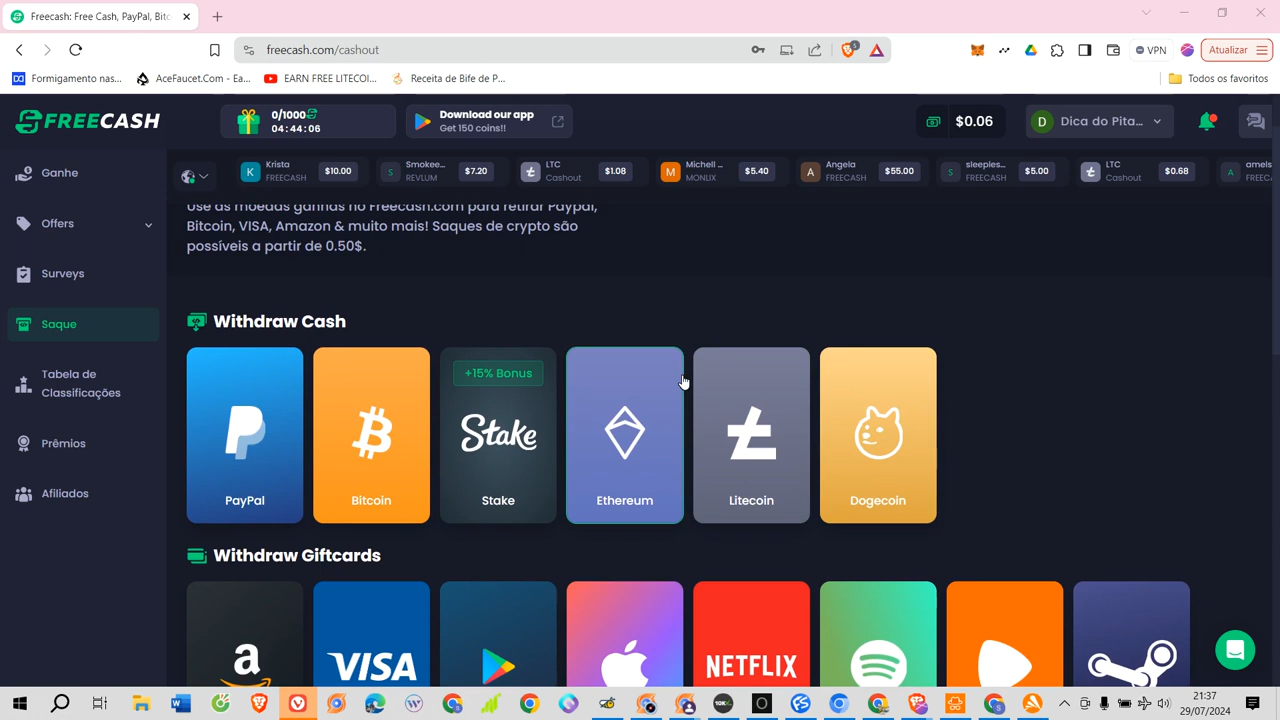 Freecash: Free Cash, PayPal, Bitc
freecash.com/cashout
5
VPN
Atualizar
Formigamento nas...
AceFaucet.Com - Ea...
EARN FREE LITECOI...
Receita de Bife de P...
Todos os favoritos
FREECASH
0/1000
04:44:06
Download our app
Get 150 coins!!
$0.06
D
Dica do Pita...
K
Krista
FREECASH
$10.00
S
Smokee...
REVLUM
$7.20
LTC
Cashout
$1.08
M
Michell ...
MONLIX
$5.40
A
Angela
FREECASH
$55.00
S
sleeples...
FREECASH
$5.00
LTC
Cashout
$0.68
A
amels
FREEC
Ganhe
Offers
Surveys
Saque
Tabela de
Classificações
Prêmios
Afiliados
Use as moedas ganhas no Freecash.com para retirar Paypal,
Bitcoin, VISA, Amazon & muito mais! Saques de crypto são
possíveis a partir de 0.50$.
Withdraw Cash
PayPal
Bitcoin
+15% Bonus
Stake
Stake
Ethereum
Litecoin
Dogecoin
Withdraw Giftcards
VISA
NETFLIX
21:37
29/07/2024